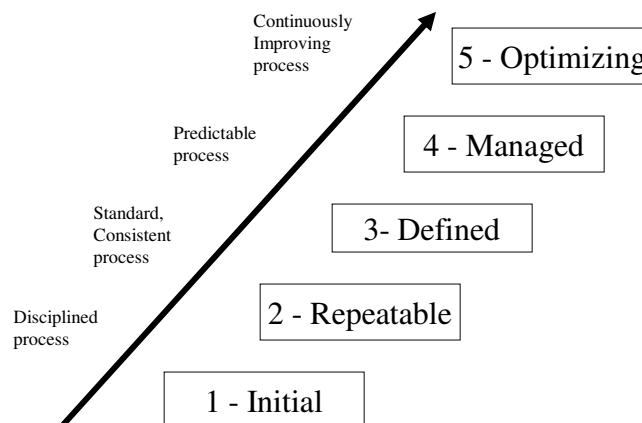 Continuously
Improving
process
5 - Optimizing
Predictable
process
4 - Managed
Standard,
Consistent
process
3- Defined
Disciplined
process
2 - Repeatable
1 - Initial